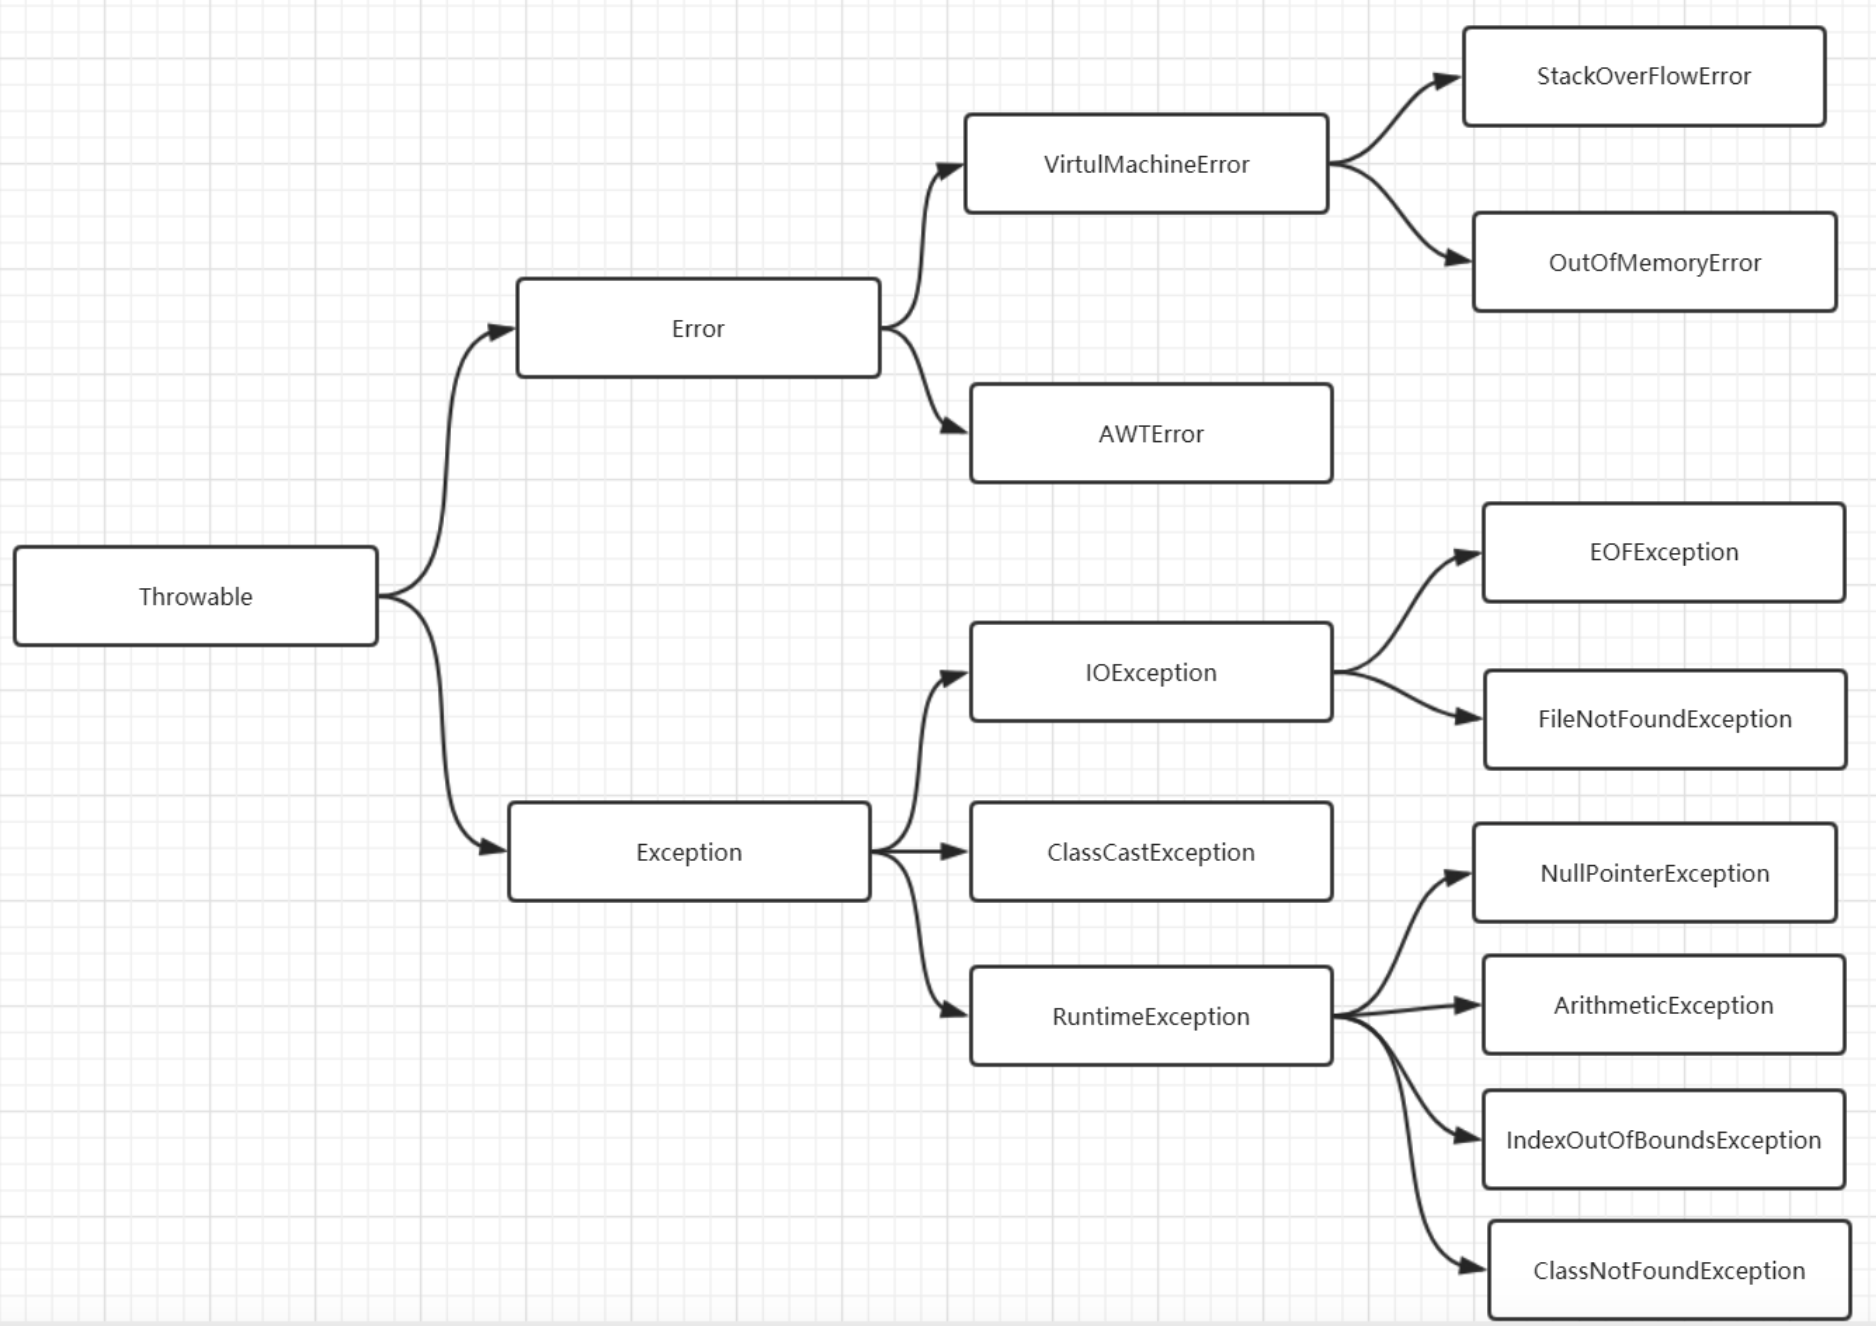 StackOverFlowError
VirtulMachineError
OutOfMemoryError
Error
AWTError
EOFException
Throwable
IOException
FileNotFoundException
Exception
ClassCastException
NullPointerException
ArithmeticException
RuntimeException
IndexOutOfBoundsException
ClassNotFoundException